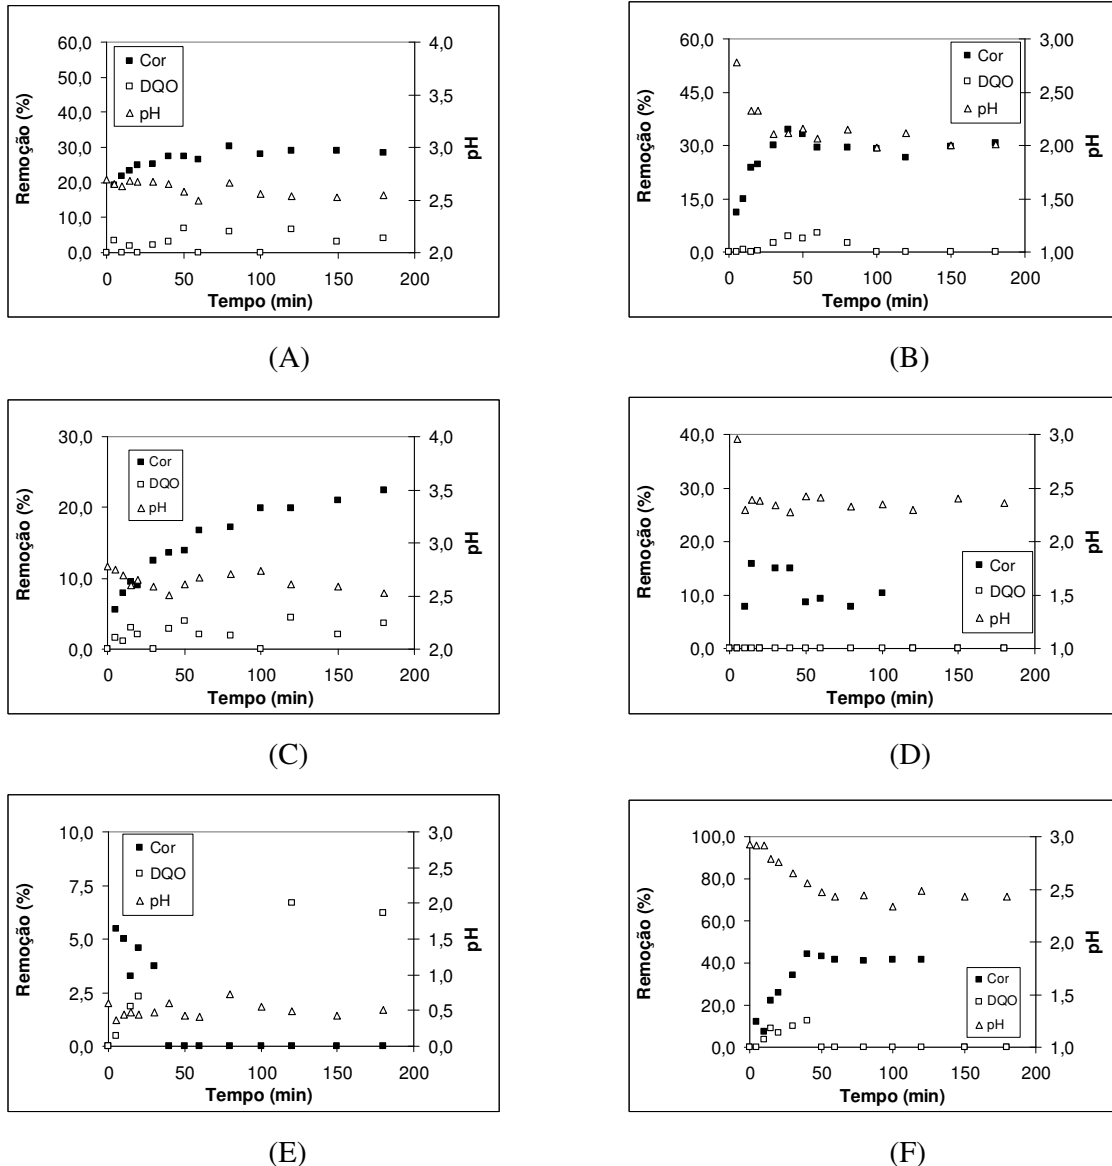 60,0
50,0
40,0
30,0
20,0
10,0
0,0
Remoção (%)
Cor
DQO
pH
4,0
3,5
3,0
2,5
2,0
pH
0 50 100 150 200
Tempo (min)
(A)
60,0
45,0
30,0
15,0
0,0
Remoção (%)
Cor
DQO
pH
3,00
2,50
2,00
1,50
1,00
pH
0 50 100 150 200
Tempo (min)
(B)
30,0
20,0
10,0
0,0
Remoção (%)
Cor
DQO
pH
4,0
3,5
3,0
2,5
2,0
pH
0 50 100 150 200
Tempo (min)
(C)
40,0
30,0
20,0
10,0
0,0
Remoção (%)
Cor
DQO
pH
3,0
2,5
2,0
1,5
1,0
pH
0 50 100 150 200
Tempo (min)
(D)
10,0
7,5
5,0
2,5
0,0
Remoção (%)
Cor
DQO
pH
3,0
2,5
2,0
1,5
1,0
0,5
0,0
pH
0 50 100 150 200
Tempo (min)
(E)
100,0
80,0
60,0
40,0
20,0
0,0
Remoção (%)
Cor
DQO
pH
3,0
2,5
2,0
1,5
1,0
pH
0 50 100 150 200
Tempo (min)
(F)